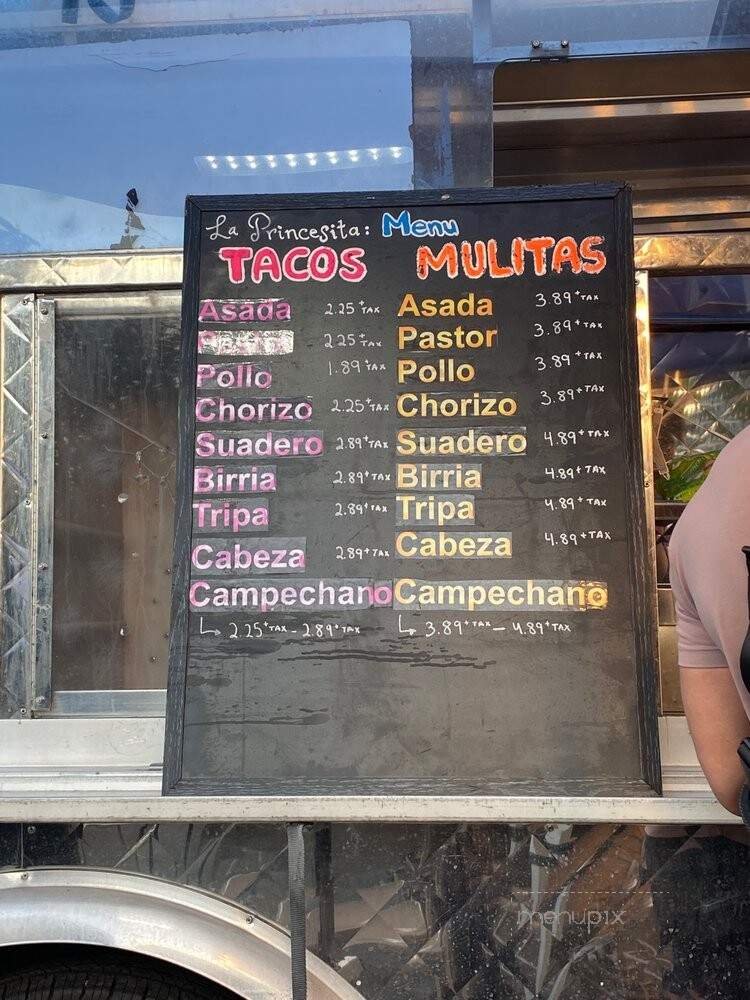 La Princesita: Menu
TACOS MULITAS
Asada 2.25 + TAX Asada 3.89 + TAX
2.25 + TAX Pastor 3.89 + TAX
Pollo 1.89 + TAX Pollo 3.89 + TAX
Chorizo 2.25 + TAX Chorizo 3.89 + TAX
Suadero 2.89 + TAX Suadero 4.89 + TAX
Birria 2.89 + TAX Birria 4.89 + TAX
Tripa 2.89 + TAX Tripa 4.89 + TAX
Cabeza 2.89 + TAX Cabeza 4.89 + TAX
Campechano Campechano
↳ 2.25 + TAX - 2.89 + TAX ↳ 3.89 + TAX - 4.89 + TAX
menupix